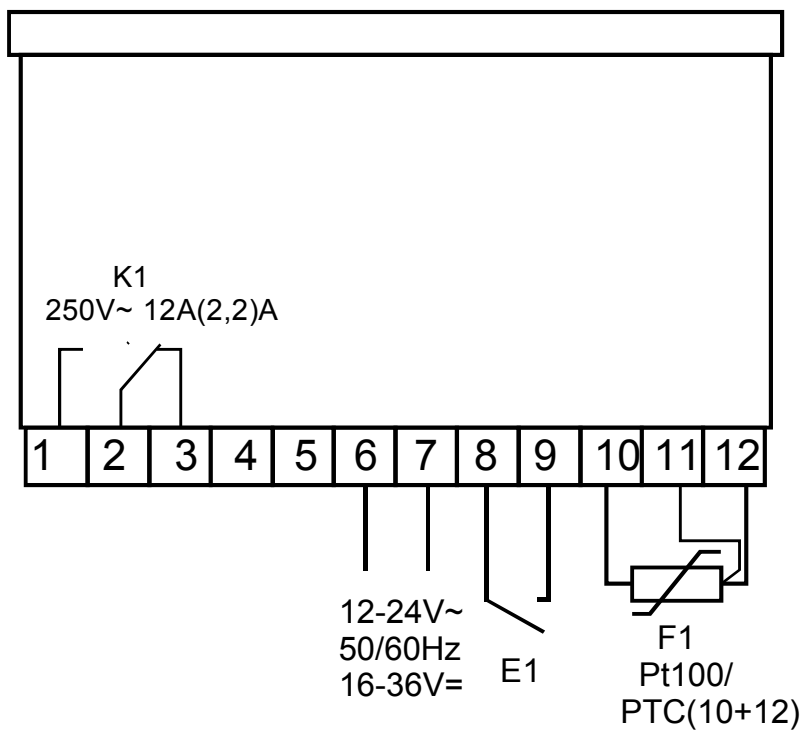 K1
250V~ 12A(2,2)A
1 2 3 4 5 6 7 8 9 10 11 12
12-24V~
50/60Hz
16-36V=
E1
F1
Pt100/
PTC(10+12)